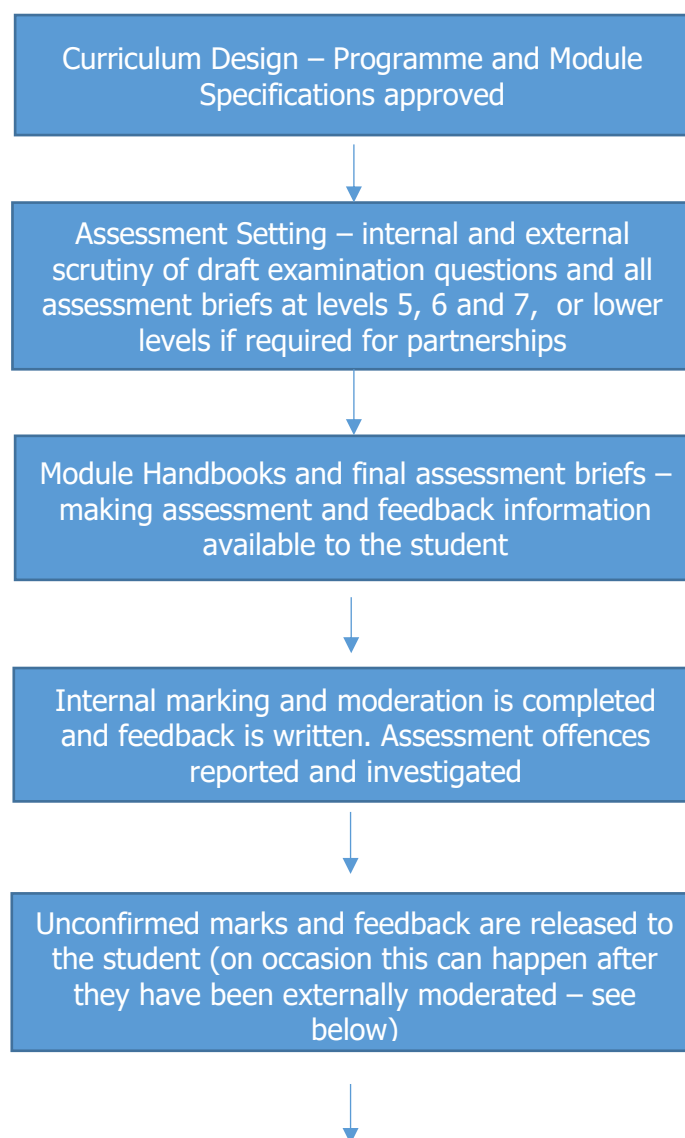 Curriculum Design – Programme and Module
Specifications approved
Assessment Setting – internal and external
scrutiny of draft examination questions and all
assessment briefs at levels 5, 6 and 7,  or lower
levels if required for partnerships
Module Handbooks and final assessment briefs –
making assessment and feedback information
available to the student
Internal marking and moderation is completed
and feedback is written. Assessment offences
reported and investigated
Unconfirmed marks and feedback are released to
the student (on occasion this can happen after
they have been externally moderated – see
below)